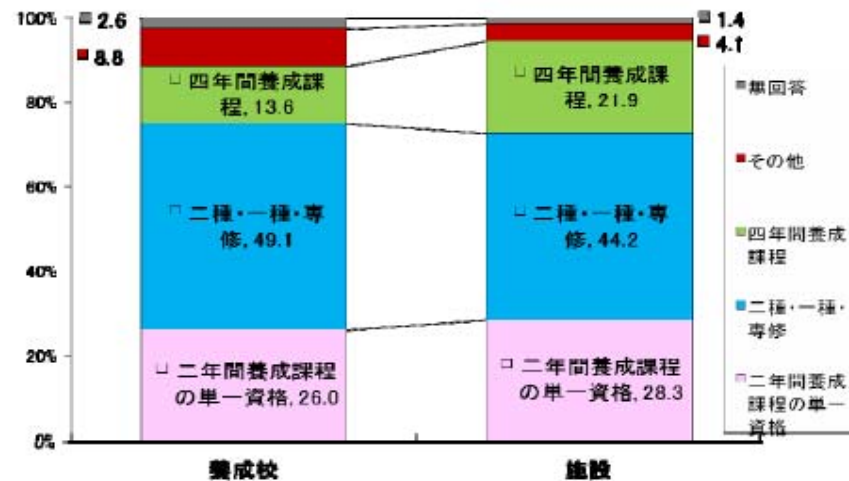 100%
80%
60%
40%
20%
0%
2.6
8.8
四年間養成課
程, 13.6
二種・一種・専
修, 49.1
二年間養成課程
の単一資格, 26.0
養成校
1.4
4.1
四年間養成課
程, 21.9
二種・一種・専
修, 44.2
二年間養成課程
の単一資格, 28.3
施設
無回答
その他
四年間養成
課程
二種・一種・
専修
二年間養成
課程の単一
資格